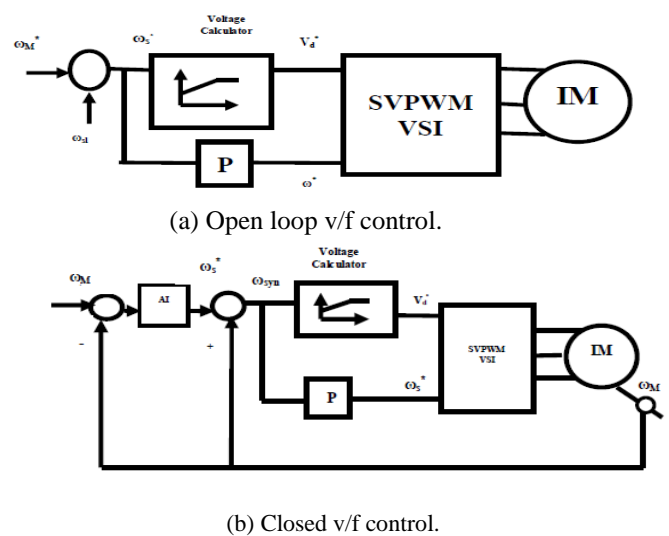 Voltage
Calculator
ωM*
ωs*
Vd*
SVPWM
VSI
IM
ωsl
P
ω*
(a) Open loop v/f control.
Voltage
Calculator
ωM
AI
ωs*
ωsyn
Vd*
SVPWM
VSI
IM
-
+
P
ωs*
ωM
(b) Closed v/f control.